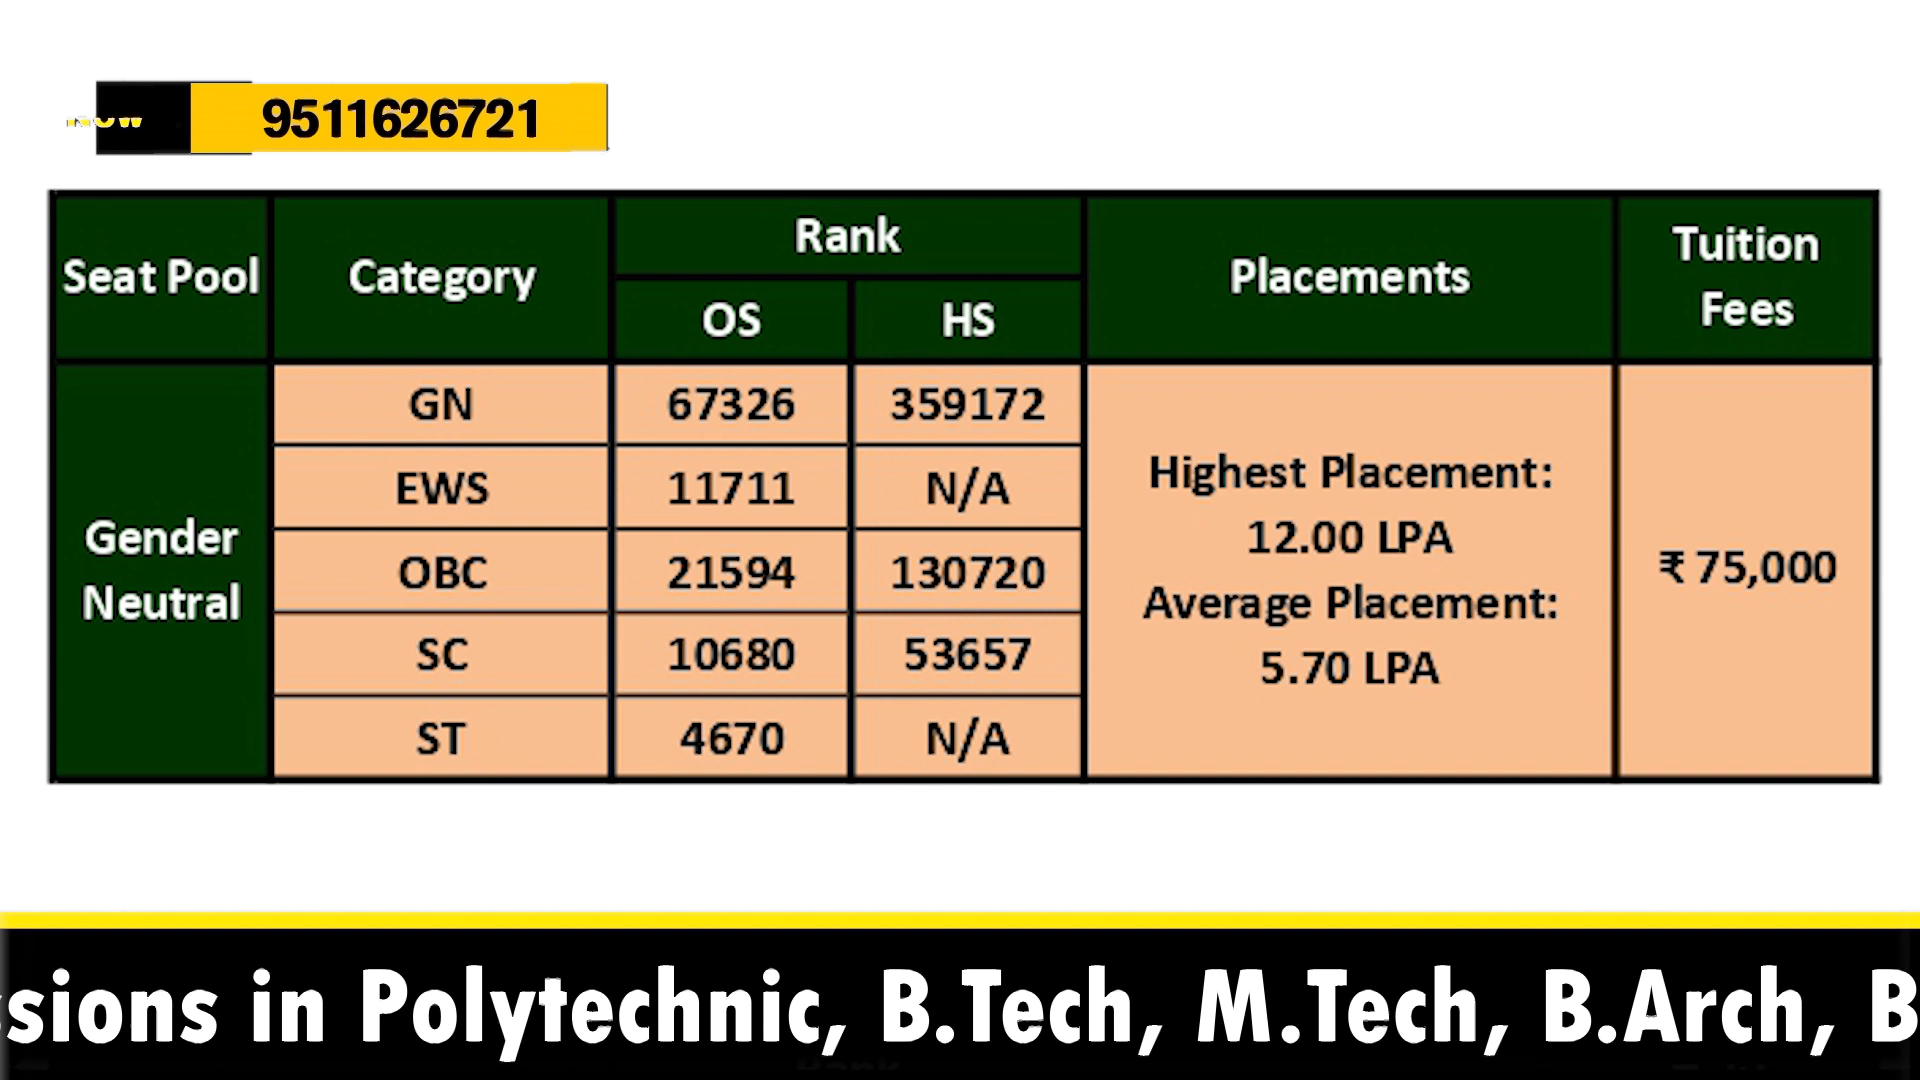 9511626721
Seat Pool Category Rank Placements Tuition Fees
OS HS
Gender Neutral
GN 67326 359172
EWS 11711 N/A
OBC 21594 130720
SC 10680 53657
ST 4670 N/A
Highest Placement:
12.00 LPA
Average Placement:
5.70 LPA
₹ 75,000
ssions in Polytechnic, B.Tech, M.Tech, B.Arch, B